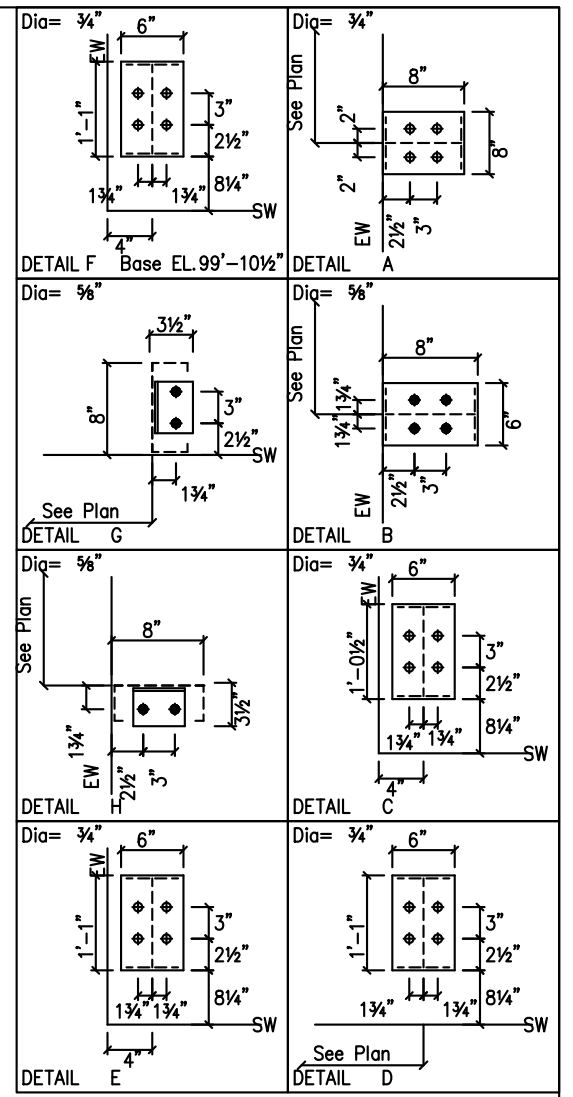 Dia= ¾"
6"
EW
1'-1"
3"
2½"
8¼"
1¾"
1¾"
SW
4"
DETAIL F Base EL.99'-10½"
Dia= ¾"
See Plan
8"
2"
2"
8"
EW
2½"
3"
DETAIL A
Dia= ⅝"
3½"
8"
3"
2½"
SW
1¾"
See Plan
DETAIL G
Dia= ⅝"
See Plan
8"
1¾"
1¾"
6"
EW
2½"
3"
DETAIL B
Dia= ⅝"
See Plan
8"
3½"
1¾"
EW
2½"
3"
DETAIL H
Dia= ¾"
6"
EW
1'-0½"
3"
2½"
8¼"
1¾"
1¾"
SW
4"
DETAIL C
Dia= ¾"
6"
EW
1'-1"
3"
2½"
8¼"
1¾"
1¾"
SW
4"
DETAIL E
Dia= ¾"
6"
1'-1"
3"
2½"
8¼"
1¾"
1¾"
SW
See Plan
DETAIL D